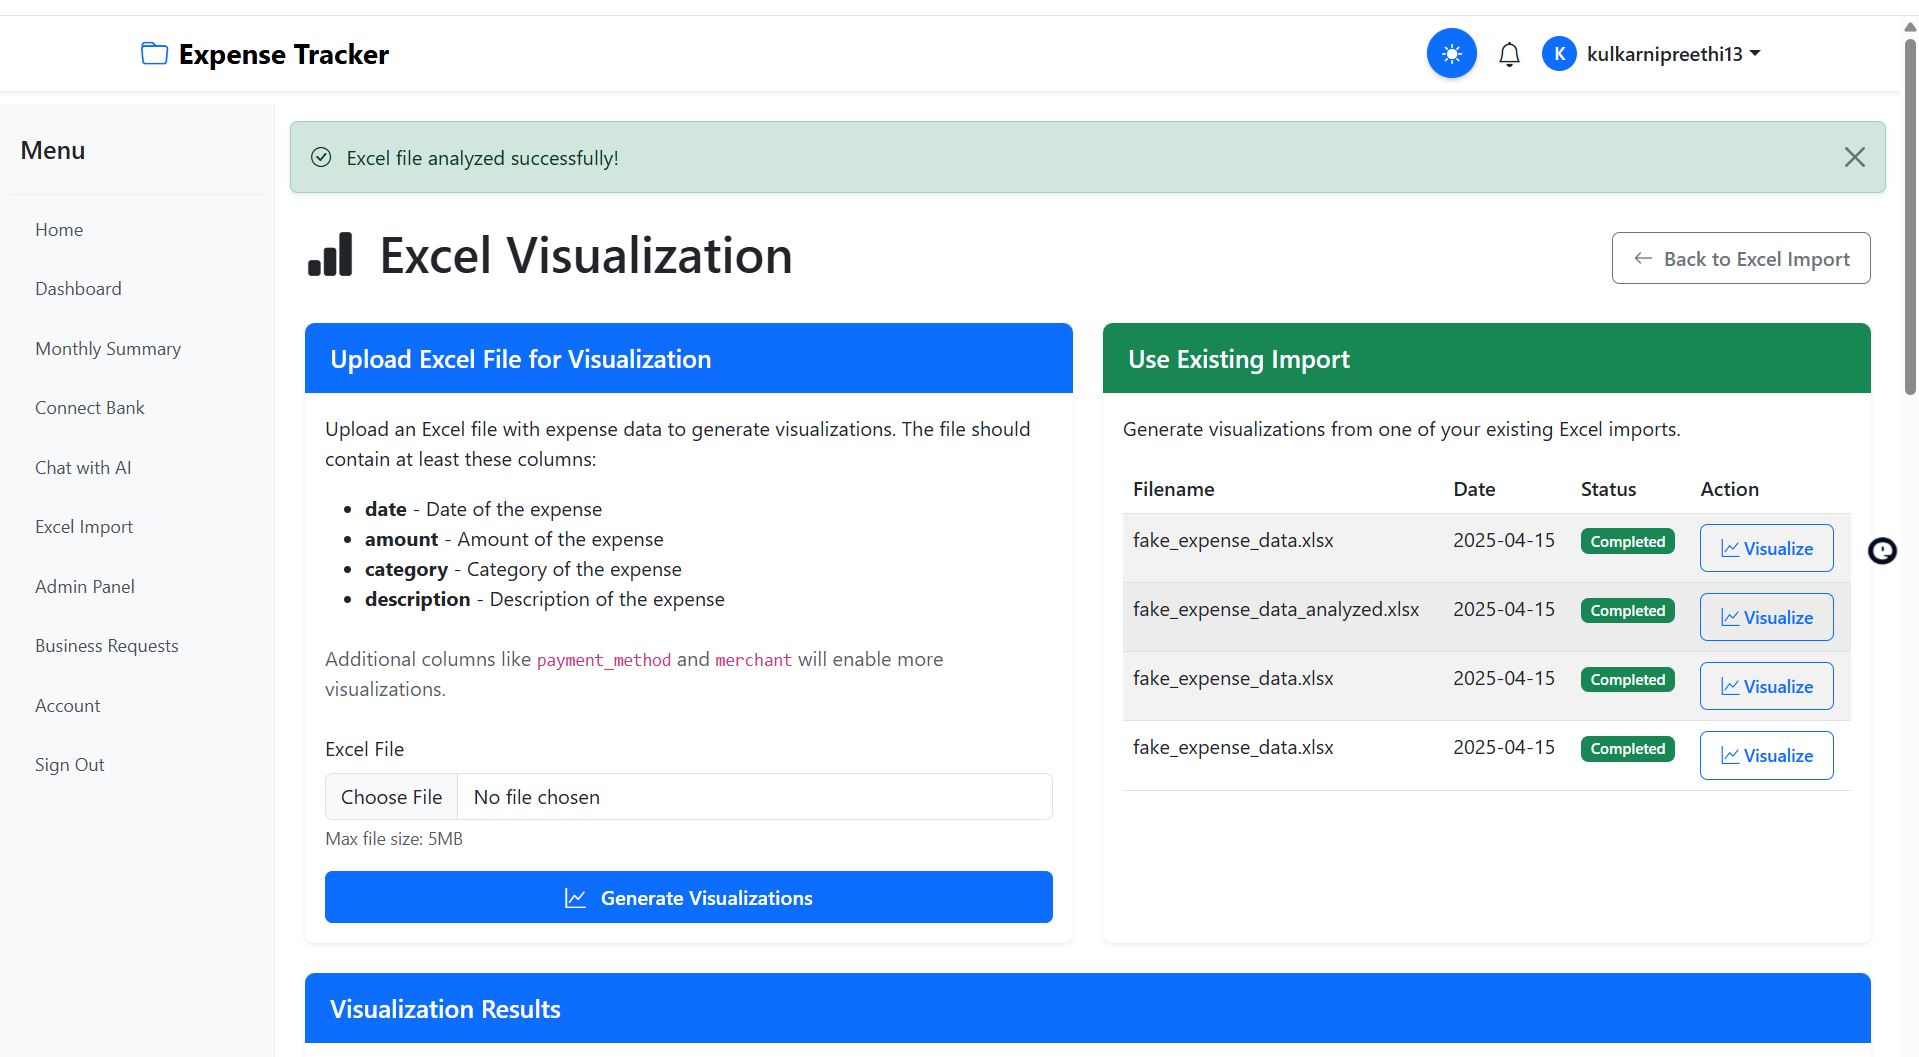 Expense Tracker
K kulkarnipreethi13
Menu
Home
Dashboard
Monthly Summary
Connect Bank
Chat with AI
Excel Import
Admin Panel
Business Requests
Account
Sign Out
Excel file analyzed successfully!
Excel Visualization
Back to Excel Import
Upload Excel File for Visualization
Upload an Excel file with expense data to generate visualizations. The file should
contain at least these columns:
• date - Date of the expense
• amount - Amount of the expense
• category - Category of the expense
• description - Description of the expense
Additional columns like payment_method and merchant will enable more
visualizations.
Excel File
Choose File No file chosen
Max file size: 5MB
Generate Visualizations
Use Existing Import
Generate visualizations from one of your existing Excel imports.
Filename Date Status Action
fake_expense_data.xlsx 2025-04-15 Completed Visualize
fake_expense_data_analyzed.xlsx 2025-04-15 Completed Visualize
fake_expense_data.xlsx 2025-04-15 Completed Visualize
fake_expense_data.xlsx 2025-04-15 Completed Visualize
Visualization Results